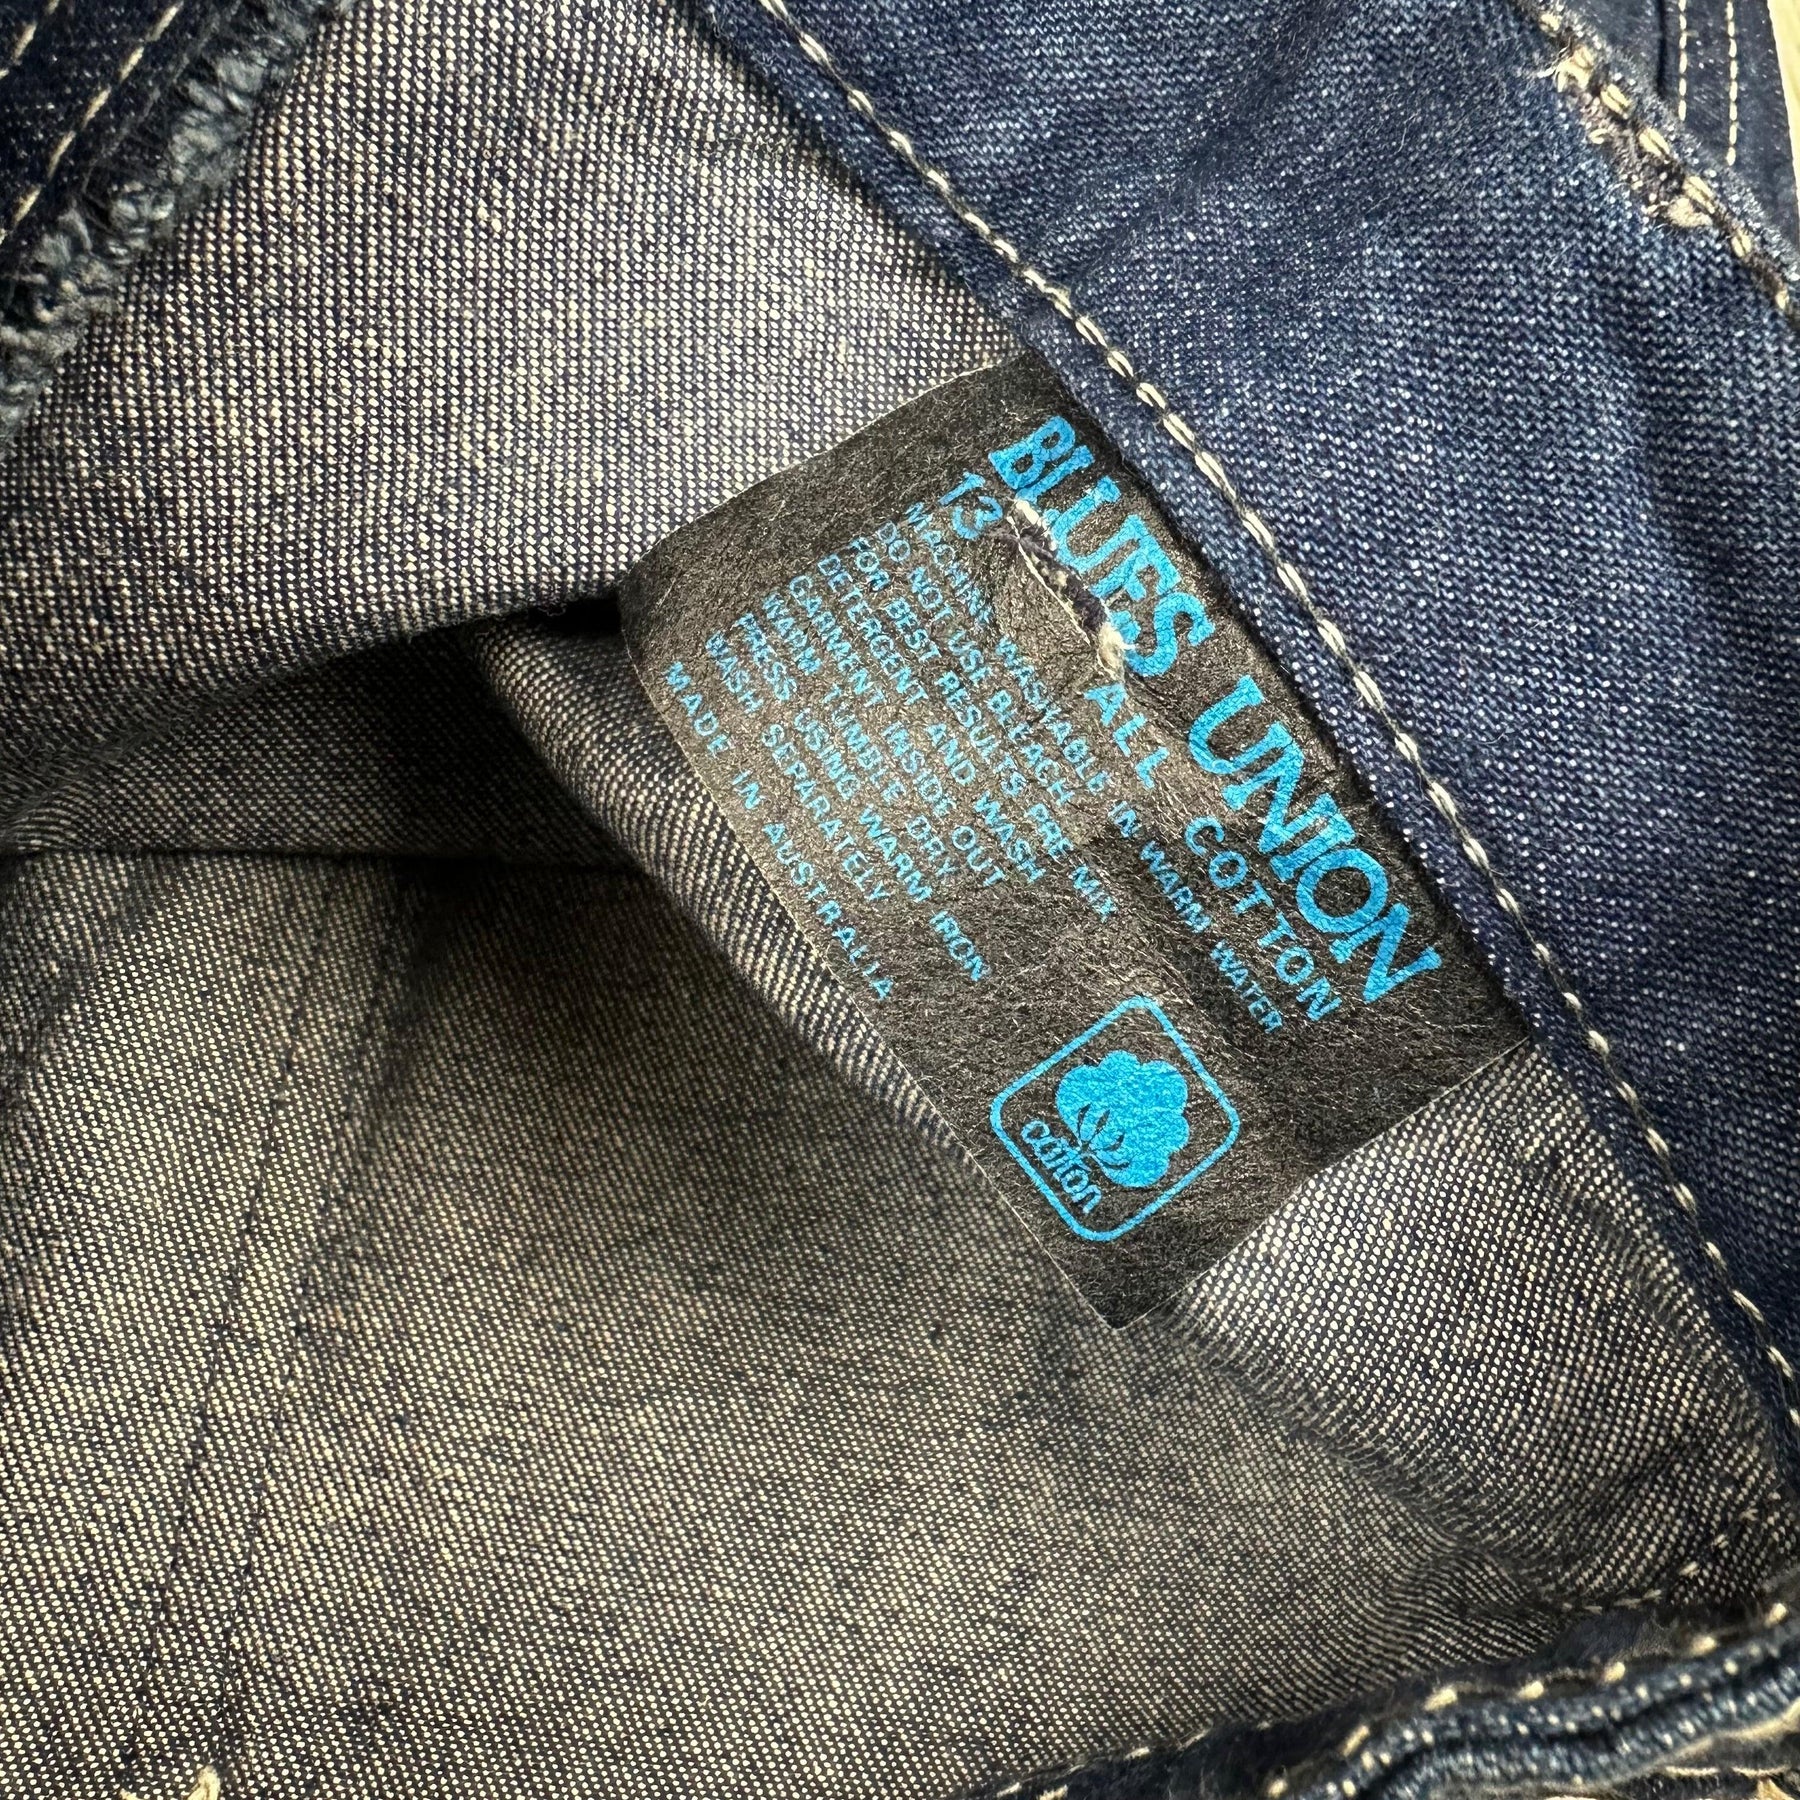 BLUES UNION
13 ALL COTTON
MACHINE WASHABLE IN WARM WATER
DO NOT USE BLEACH
FOR BEST RESULTS PRE MIX
DETERGENT AND WASH
GARMENT INSIDE OUT
WARM TUMBLE DRY
PRESS USING WARM IRON
WASH SEPARATELY
MADE IN AUSTRALIA
cotton